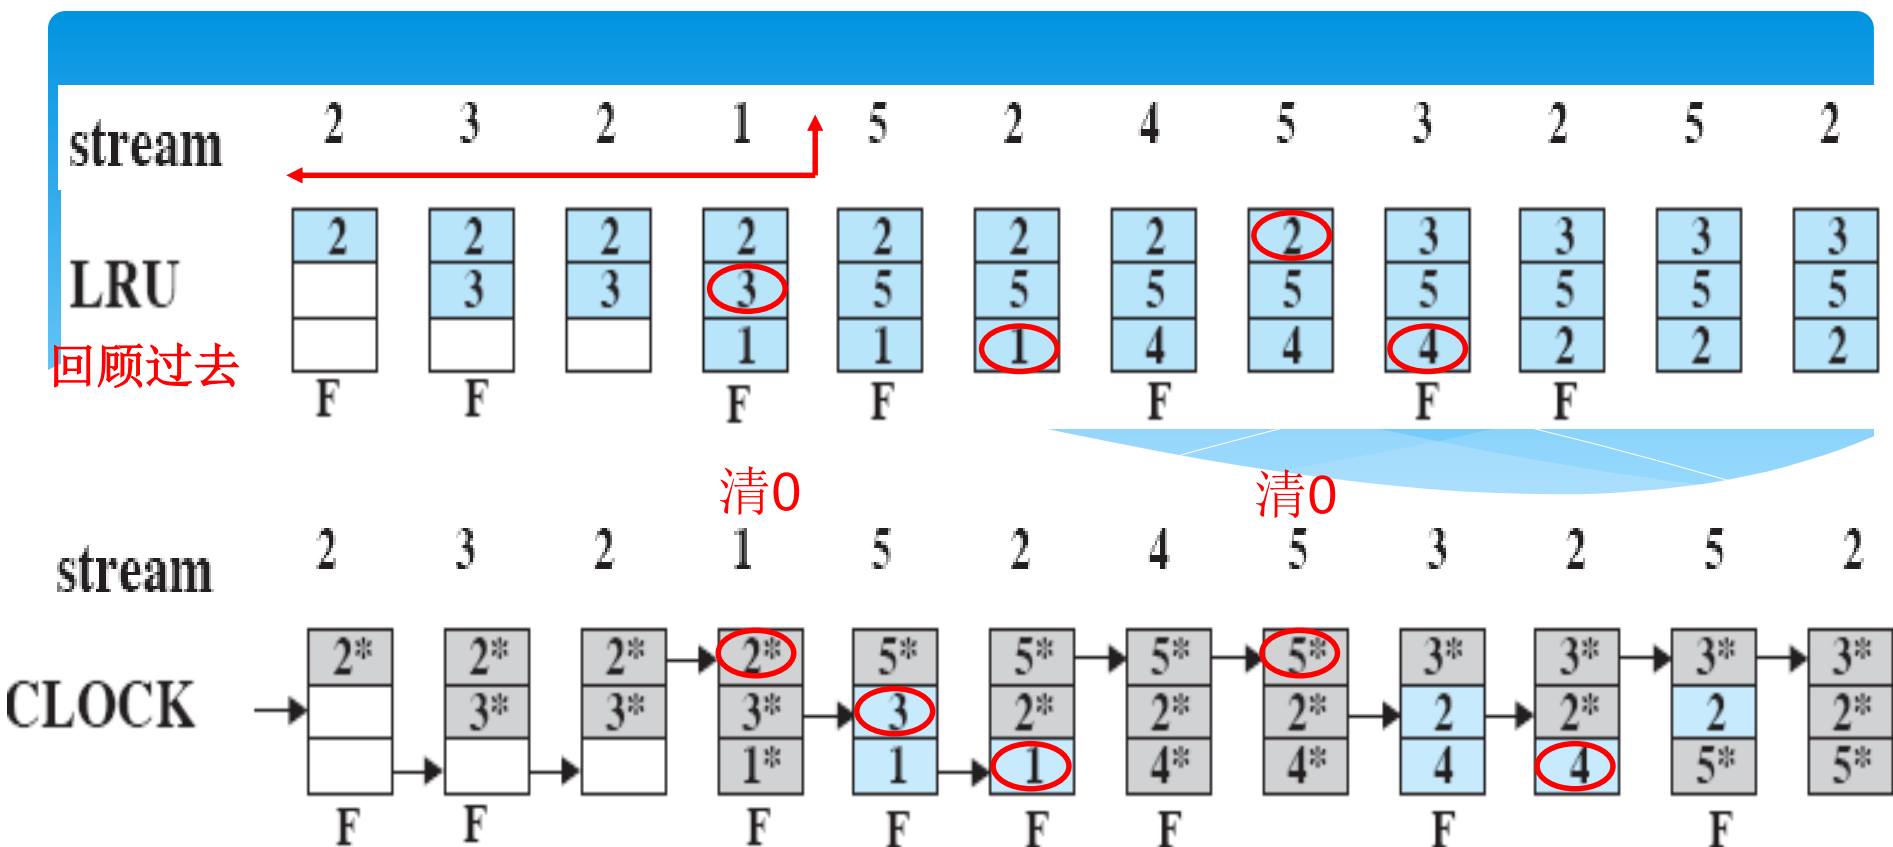 stream 2 3 2 1 5 2 4 5 3 2 5 2
2 2 2 2 2 2 2 2 3 3 3 3
LRU 3 3 3 5 5 5 5 5 5 5 5
回顾过去 1 1 1 4 4 4 2 2 2
F F F F F F F
清0 清0
stream 2 3 2 1 5 2 4 5 3 2 5 2
2* 2* 2* 2* 5* 5* 5* 5* 3* 3* 3* 3*
CLOCK 3* 3* 3* 3 2* 2* 2* 2 2* 2 2*
1* 1 1 4* 4* 4 4 5* 5*
F F F F F F F F